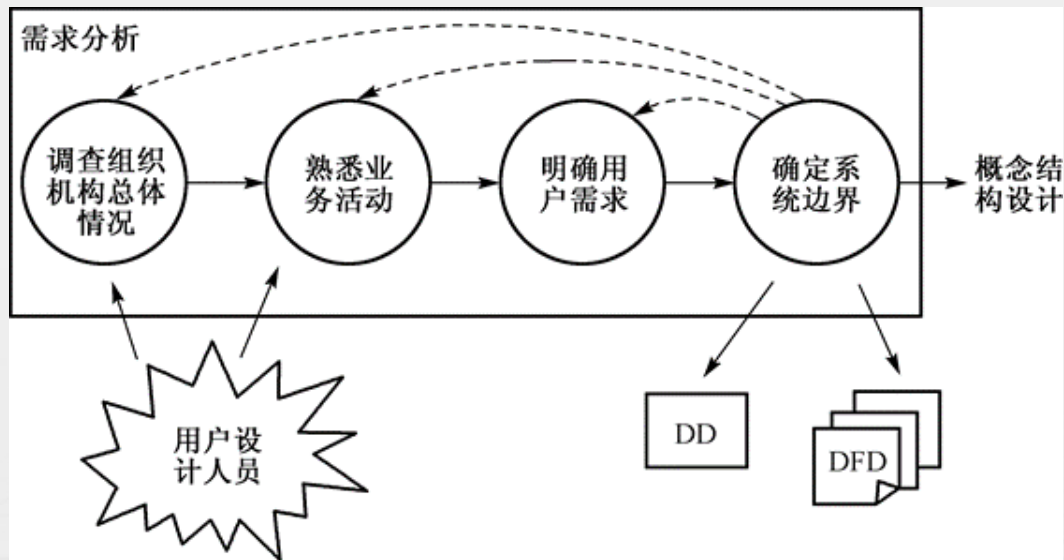 需求分析
调查组织
机构总体
情况
熟悉业
务活动
明确用
户需求
确定系
统边界
概念结
构设计
用户设
计人员
DD
DFD